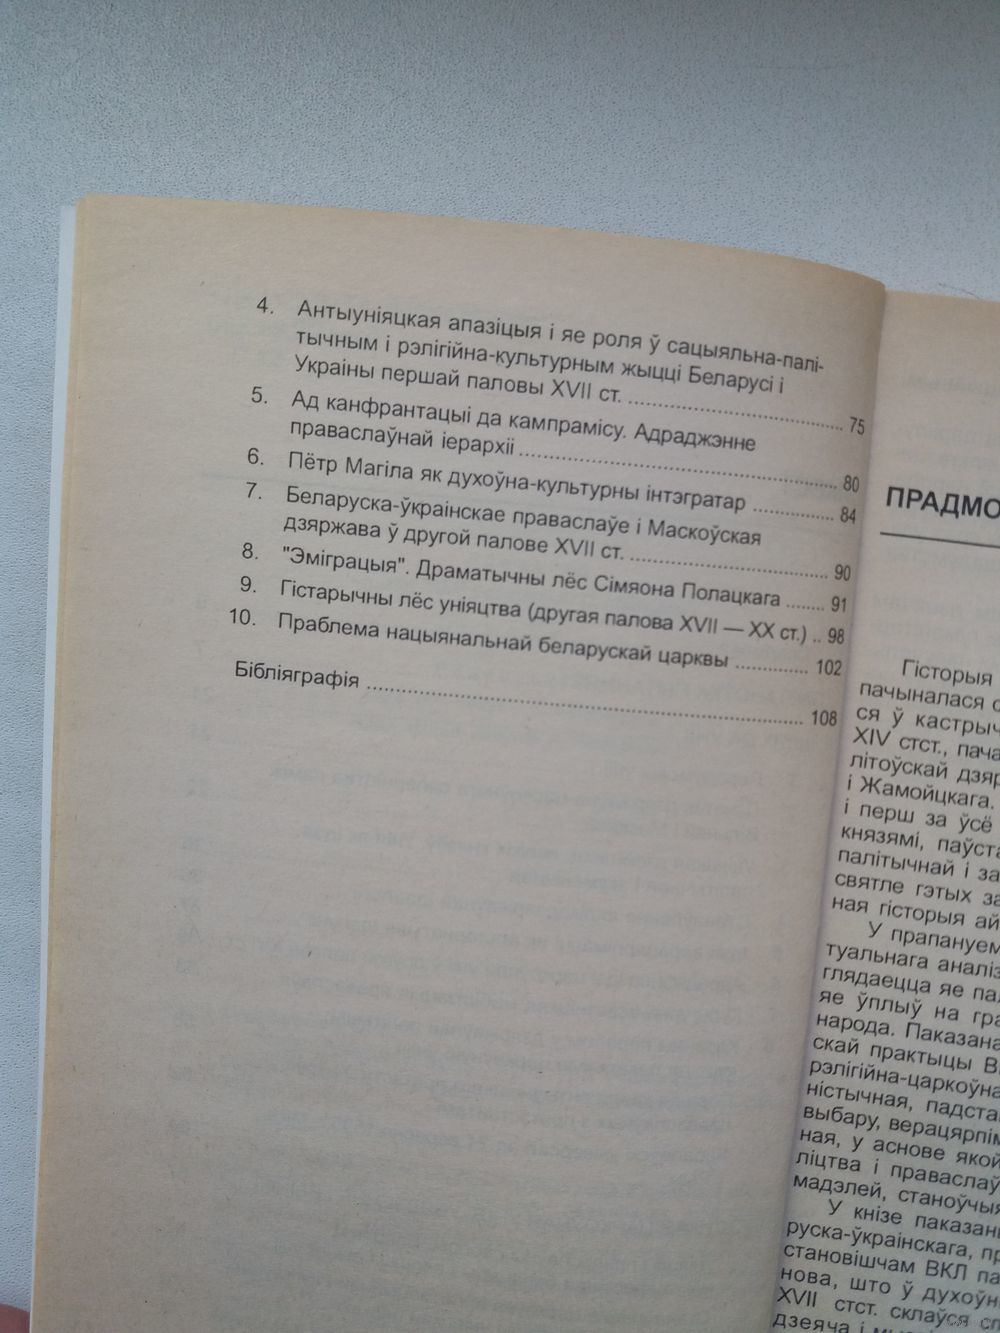 4. Антыуніяцкая апазіцыя і яе роля ў сацыяльна-палі-
тычным і рэлігійна-культурным жыцці Беларусі і
Украіны першай паловы XVII ст. ........................... 75
5. Ад канфрантацыі да кампрамісу. Адраджэнне
праваслаўнай іерархіі ........................................ 80
6. Пётр Магіла як духоўна-культурны інтэгратар .......... 84
7. Беларуска-ўкраінскае праваслаўе і Маскоўская
дзяржава ў другой палове XVII ст. ......................... 90
8. "Эміграцыя". Драматычны лёс Сімяона Полацкага ........ 91
9. Гістарычны лёс уніяцтва (другая палова XVII — XX ст.) .. 98
10. Праблема нацыянальнай беларускай царквы ............. 102
Бібліяграфія ........................................................ 108
ПРАДМО
Гісторыя
пачыналася
ся ў кастрыч
XIV стст., пача
літоўскай дзяр
і Жамойцкага.
і перш за ўсё
князямі, паўста
палітычнай і за
святле гэтых за
ная гісторыя ай
У прапануем
туальнага аналіз
глядаецца яе па
яе ўплыў на гра
народа. Паказана
скай практыцы В
рэлігійна-царкоўна
ністычная, падста
выбару, верацярпім
ная, у аснове якой
ліцтва і праваслаў
мадэлей, станоўчыя
У кнізе паказан
руска-ўкраінскага, пр
становішчам ВКЛ па
нова, што ў духоўн
XVII стст. склаўся сп
дзеяча і